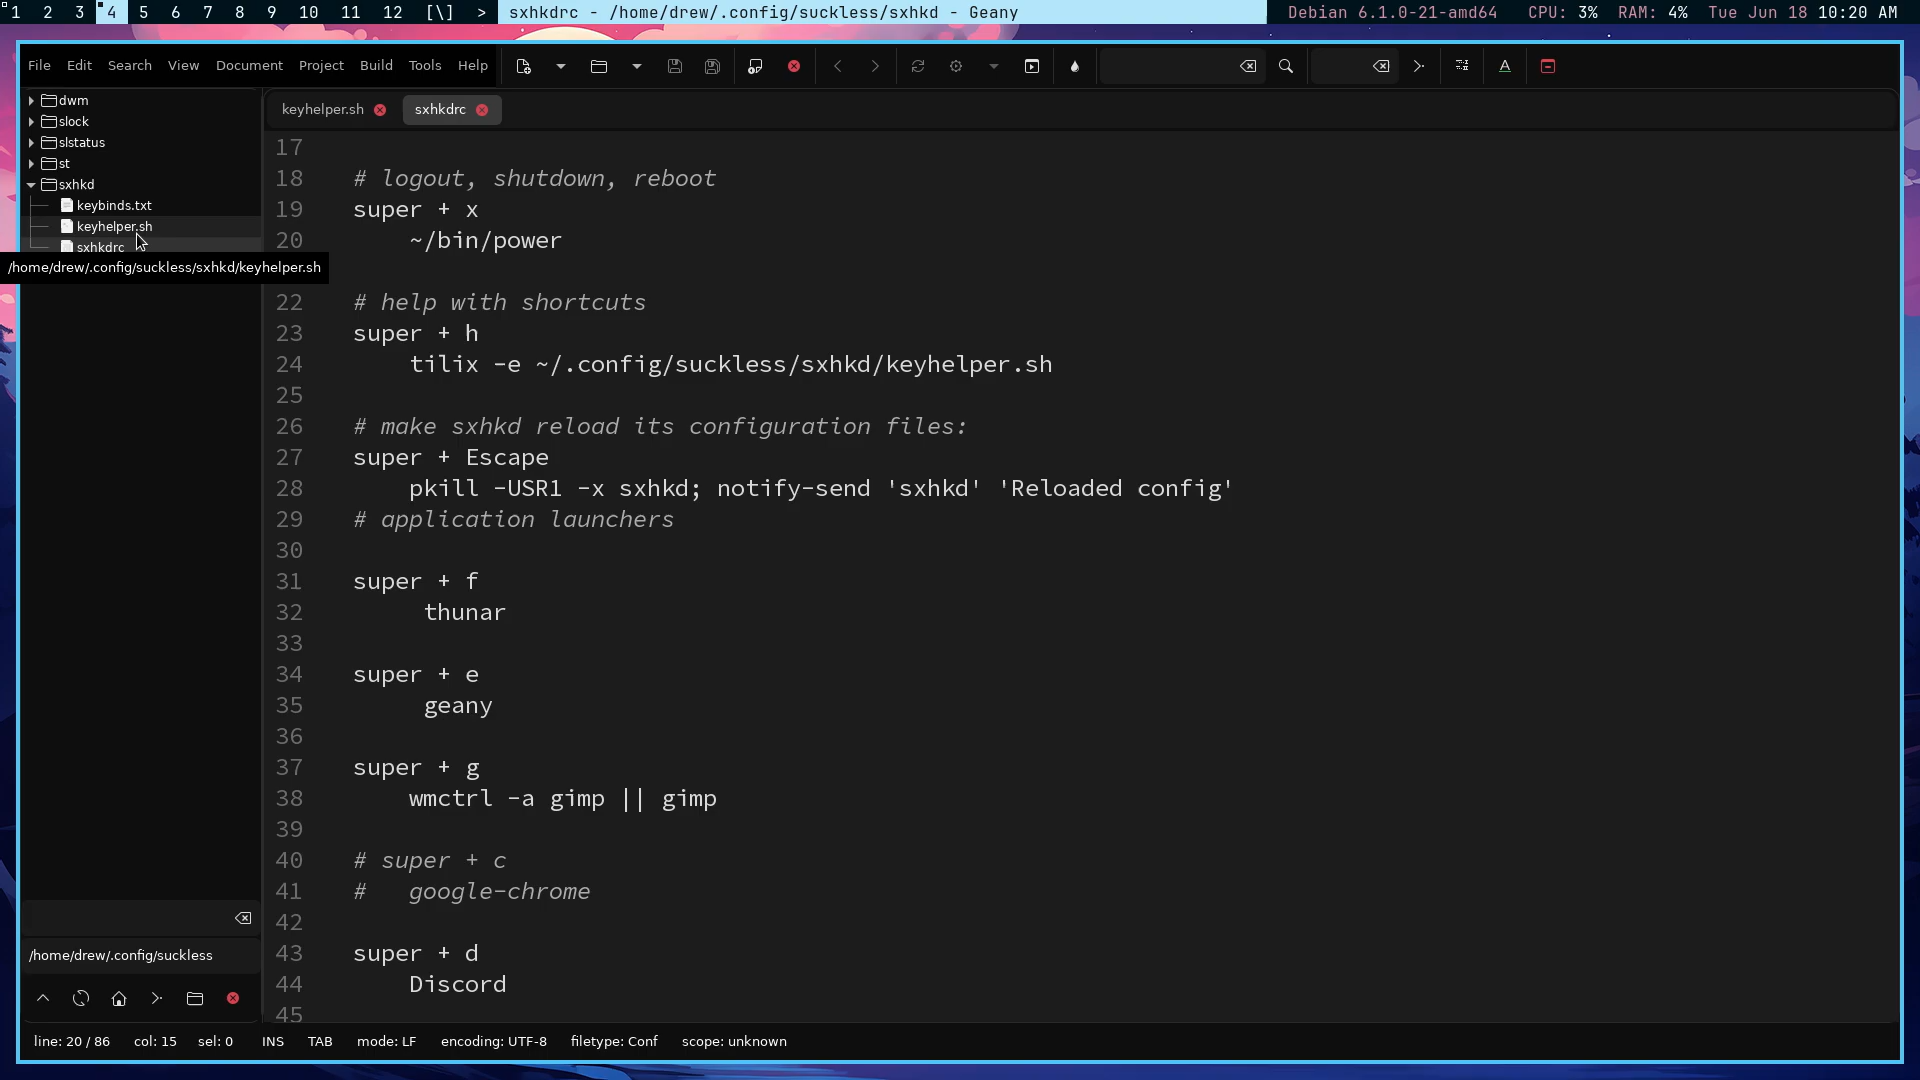 1 2 3 4 5 6 7 8 9 10 11 12 [\] > sxhkdrc - /home/drew/.config/suckless/sxhkd - Geany Debian 6.1.0-21-amd64 CPU: 3% RAM: 4% Tue Jun 18 10:20 AM
File Edit Search View Document Project Build Tools Help
dwm
slock
slstatus
st
sxhkd
keybinds.txt
keyhelper.sh
sxhkdrc
/home/drew/.config/suckless/sxhkd/keyhelper.sh
/home/drew/.config/suckless
keyhelper.sh sxhkdrc
17
18 # logout, shutdown, reboot
19 super + x
20 ~/bin/power
22 # help with shortcuts
23 super + h
24 tilix -e ~/.config/suckless/sxhkd/keyhelper.sh
25
26 # make sxhkd reload its configuration files:
27 super + Escape
28 pkill -USR1 -x sxhkd; notify-send 'sxhkd' 'Reloaded config'
29 # application launchers
30
31 super + f
32 thunar
33
34 super + e
35 geany
36
37 super + g
38 wmctrl -a gimp || gimp
39
40 # super + c
41 # google-chrome
42
43 super + d
44 Discord
45
line: 20 / 86 col: 15 sel: 0 INS TAB mode: LF encoding: UTF-8 filetype: Conf scope: unknown